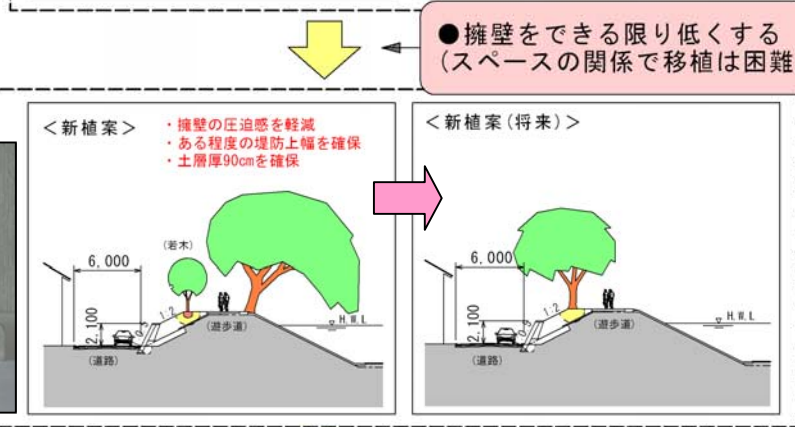 ●擁壁をできる限り低くする
(スペースの関係で移植は困難
＜新植案＞
・擁壁の圧迫感を軽減
・ある程度の堤防上幅を確保
・土層厚90cmを確保
(若木)
6,000
2,100
1:2
0.5
(遊歩道)
H.W.L
(道路)
＜新植案(将来)＞
6,000
2,100
1:2
0.5
(遊歩道)
H.W.L
(道路)